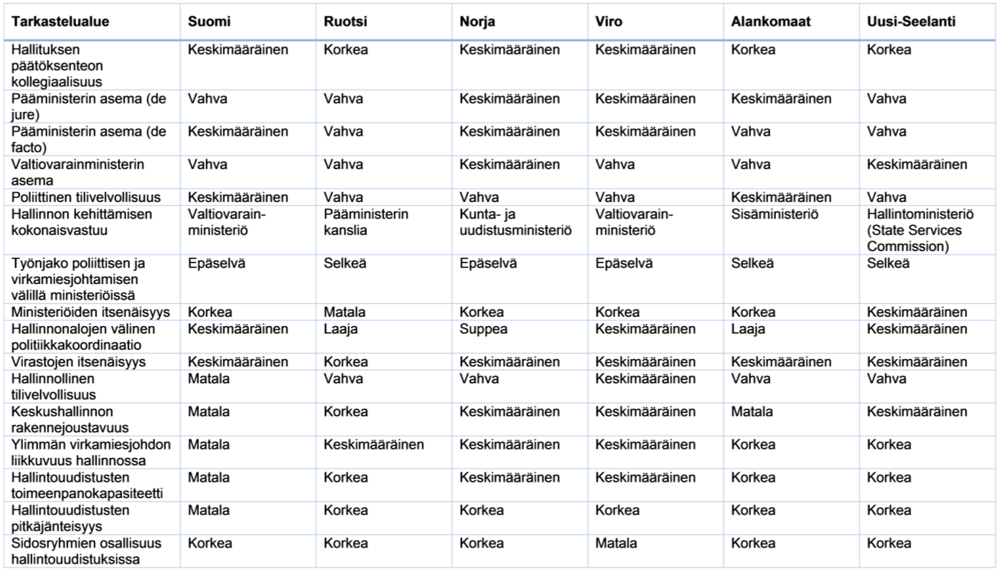 Tarkastelualue Suomi Ruotsi Norja Viro Alankomaat Uusi-Seelanti
Hallituksen Keskimääräinen Korkea Keskimääräinen Keskimääräinen Korkea Korkea
päätöksenteon
kollegiaalisuus
Pääministerin asema (de Vahva Vahva Keskimääräinen Keskimääräinen Keskimääräinen Vahva
jure)
Pääministerin asema (de Keskimääräinen Vahva Keskimääräinen Keskimääräinen Vahva Vahva
facto)
Valtiovarainministerin Vahva Vahva Keskimääräinen Vahva Vahva Keskimääräinen
asema
Poliittinen tilivelvollisuus Keskimääräinen Vahva Vahva Vahva Keskimääräinen Vahva
Hallinnon kehittämisen Valtiovarain- Pääministerin Kunta- ja Valtiovarain- Sisäministeriö Hallintoministeriö
kokonaisvastuu ministeriö kanslia uudistusministeriö ministeriö (State Services
Commission)
Työnjako poliittisen ja Epäselvä Selkeä Epäselvä Epäselvä Selkeä Selkeä
virkamiesjohtamisen
välillä ministeriöissä
Ministeriöiden itsenäisyys Korkea Matala Korkea Korkea Korkea Keskimääräinen
Hallinnonalojen välinen Keskimääräinen Laaja Suppea Keskimääräinen Laaja Keskimääräinen
politiikkakoordinaatio
Virastojen itsenäisyys Keskimääräinen Korkea Keskimääräinen Keskimääräinen Keskimääräinen Keskimääräinen
Hallinnollinen Matala Vahva Vahva Keskimääräinen Vahva Vahva
tilivelvollisuus
Keskushallinnon Matala Korkea Keskimääräinen Keskimääräinen Matala Keskimääräinen
rakennejoustavuus
Ylimmän virkamiesjohdon Matala Keskimääräinen Keskimääräinen Keskimääräinen Korkea Korkea
liikkuvuus hallinnossa
Hallintouudistusten Matala Korkea Keskimääräinen Keskimääräinen Korkea Korkea
toimeenpanokapasiteetti
Hallintouudistusten Matala Korkea Korkea Korkea Korkea Korkea
pitkäjänteisyys
Sidosryhmien osallisuus Korkea Korkea Korkea Matala Korkea Korkea
hallintouudistuksissa